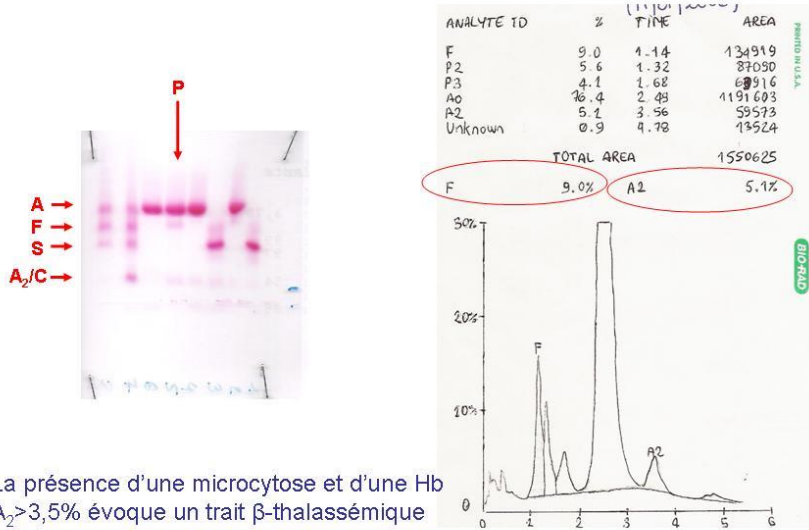 P
A
F
S
A₂/C
La présence d'une microcytose et d'une Hb
A₂>3,5% évoque un trait β-thalassémique
ANALYTE ID % TIME AREA
F 9.0 1.14 134919
P2 5.6 1.32 87090
P3 4.1 1.68 63916
A0 76.4 2.49 1191603
A2 5.1 3.56 59573
Unknown 0.9 4.78 13524
TOTAL AREA 1550625
F 9.0% A2 5.1%
30%
20%
10%
0
F
A2
0 1 2 3 4 5 6
PRINTED IN U.S.A.
BIO-RAD